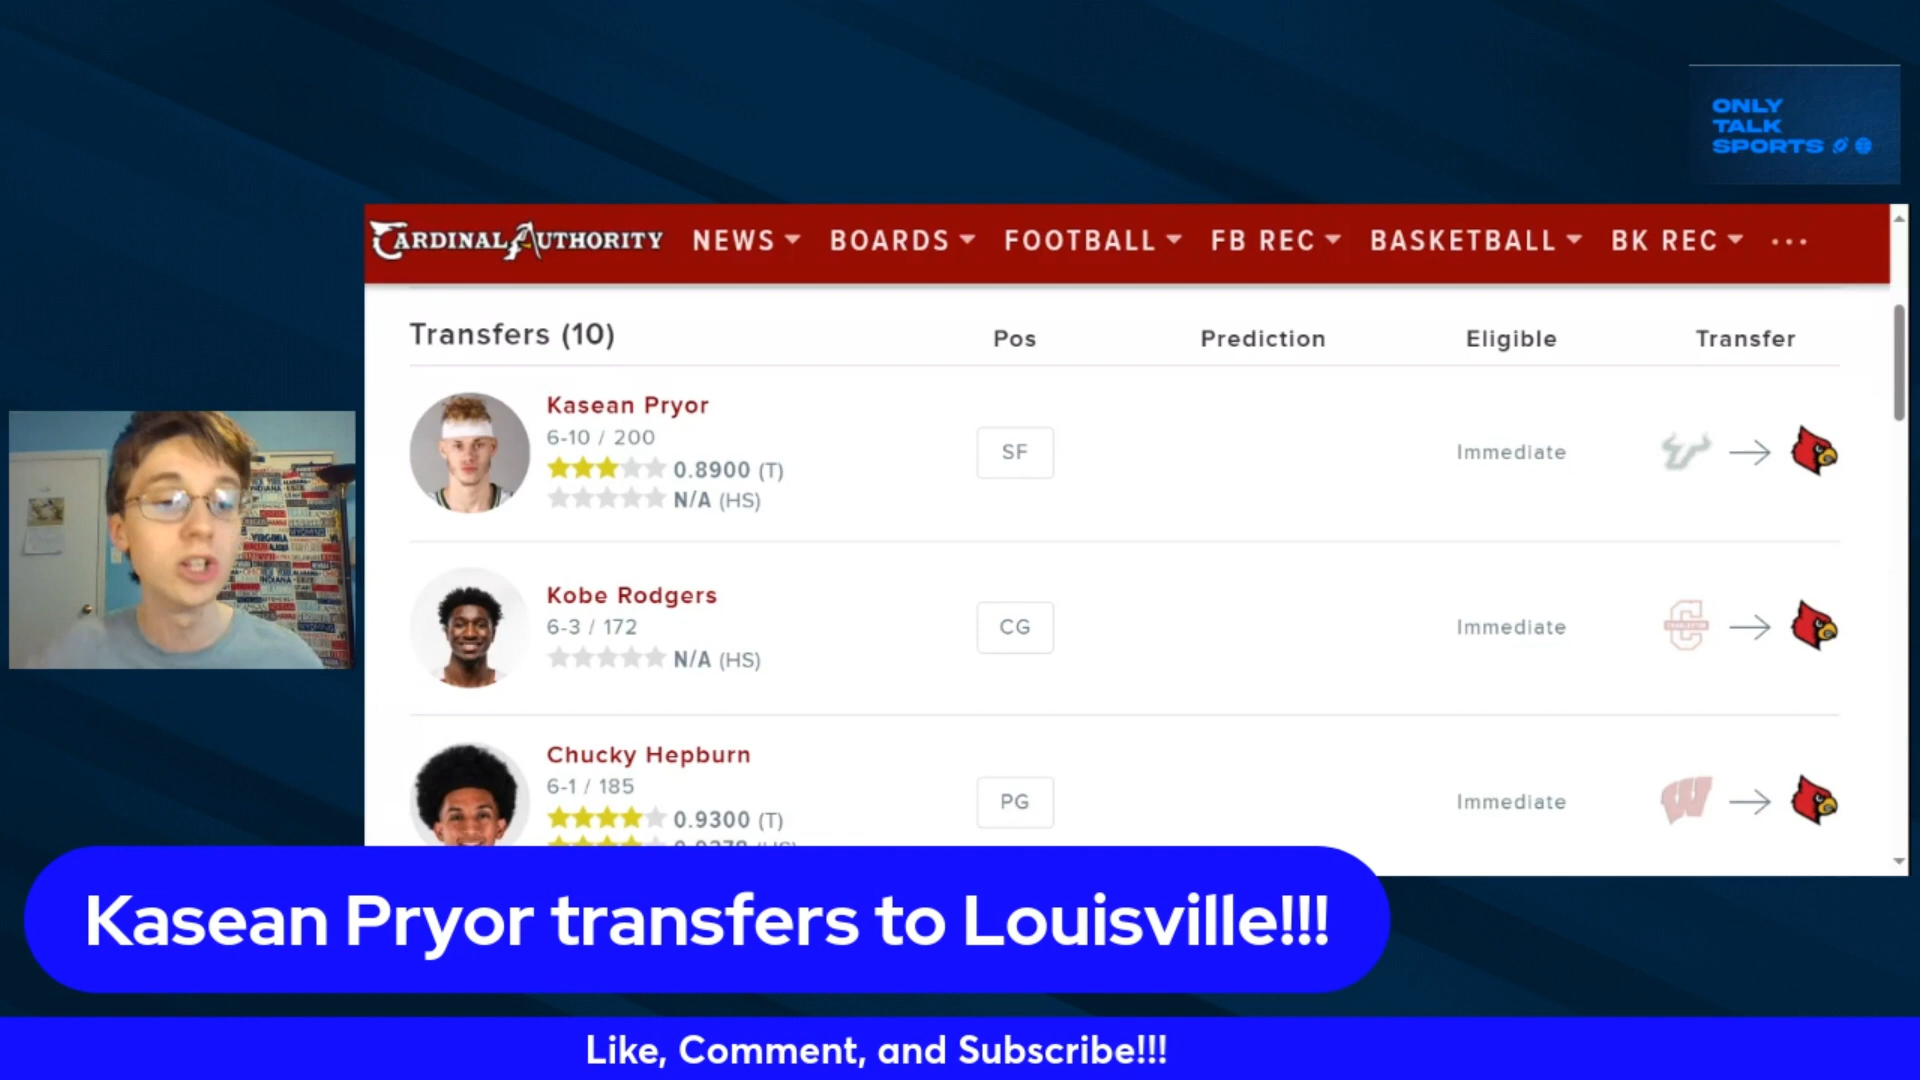 ONLY
TALK
SPORTS
CARDINAL AUTHORITY NEWS BOARDS FOOTBALL FB REC BASKETBALL BK REC ...
Transfers (10) Pos Prediction Eligible Transfer
Kasean Pryor
6-10 / 200
0.8900 (T)
N/A (HS)
SF Immediate
Kobe Rodgers
6-3 / 172
N/A (HS)
CG Immediate
Chucky Hepburn
6-1 / 185
0.9300 (T)
PG Immediate
VIRGINIA
INDIANA
Kasean Pryor transfers to Louisville!!!
Like, Comment, and Subscribe!!!